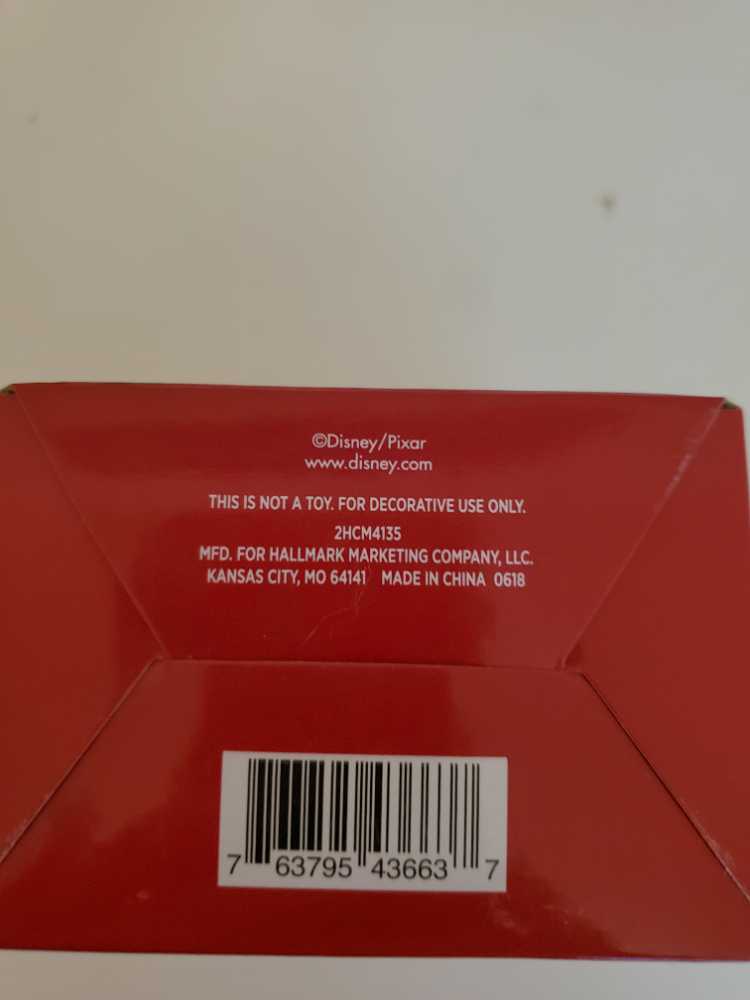 ©Disney/Pixar
www.disney.com
THIS IS NOT A TOY. FOR DECORATIVE USE ONLY.
2HCM4135
MFD. FOR HALLMARK MARKETING COMPANY, LLC.
KANSAS CITY, MO 64141 MADE IN CHINA 0618
7 63795 43663 7